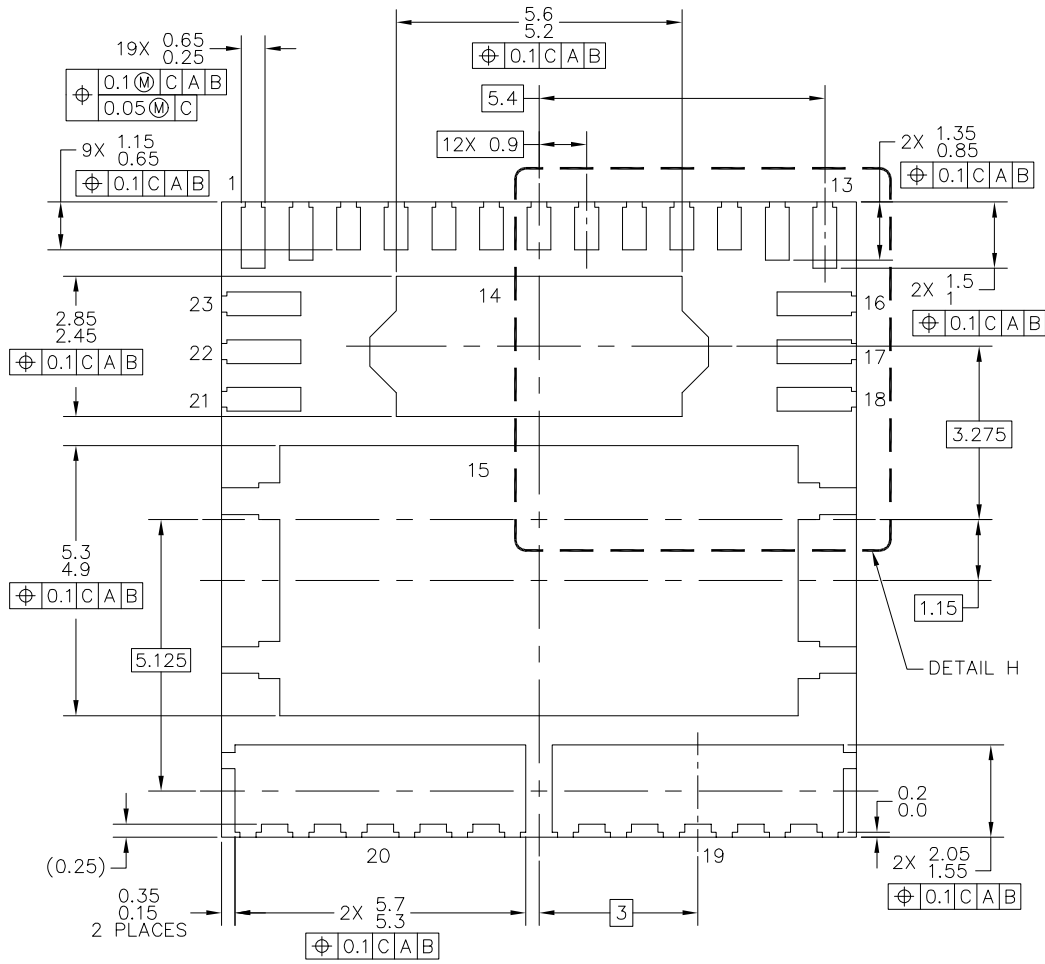 5.6
5.2
⌖ 0.1 C A B
19X 0.65
0.25
⌖ 0.1 Ⓜ C A B
0.05 Ⓜ C
5.4
12X 0.9
9X 1.15
0.65
⌖ 0.1 C A B
2X 1.35
0.85
⌖ 0.1 C A B
1
13
2X 1.5
1
⌖ 0.1 C A B
14
23
16
22
17
21
18
2.85
2.45
⌖ 0.1 C A B
3.275
15
5.3
4.9
⌖ 0.1 C A B
1.15
5.125
DETAIL H
0.2
0.0
(0.25)
20
19
2X 2.05
1.55
⌖ 0.1 C A B
0.35
0.15
2 PLACES
2X 5.7
5.3
⌖ 0.1 C A B
3